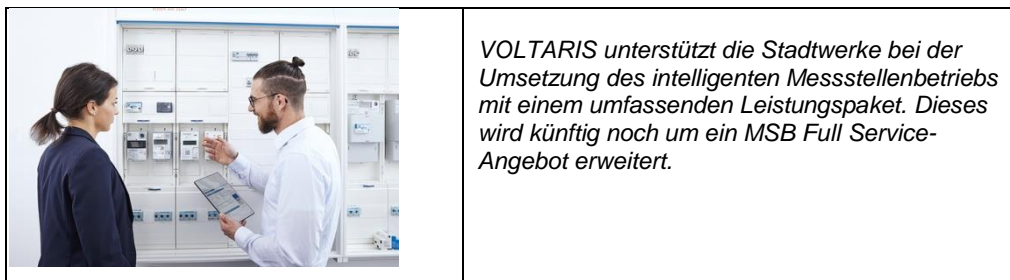 VOLTARIS unterstützt die Stadtwerke bei der
Umsetzung des intelligenten Messstellenbetriebs
mit einem umfassenden Leistungspaket. Dieses
wird künftig noch um ein MSB Full Service-
Angebot erweitert.